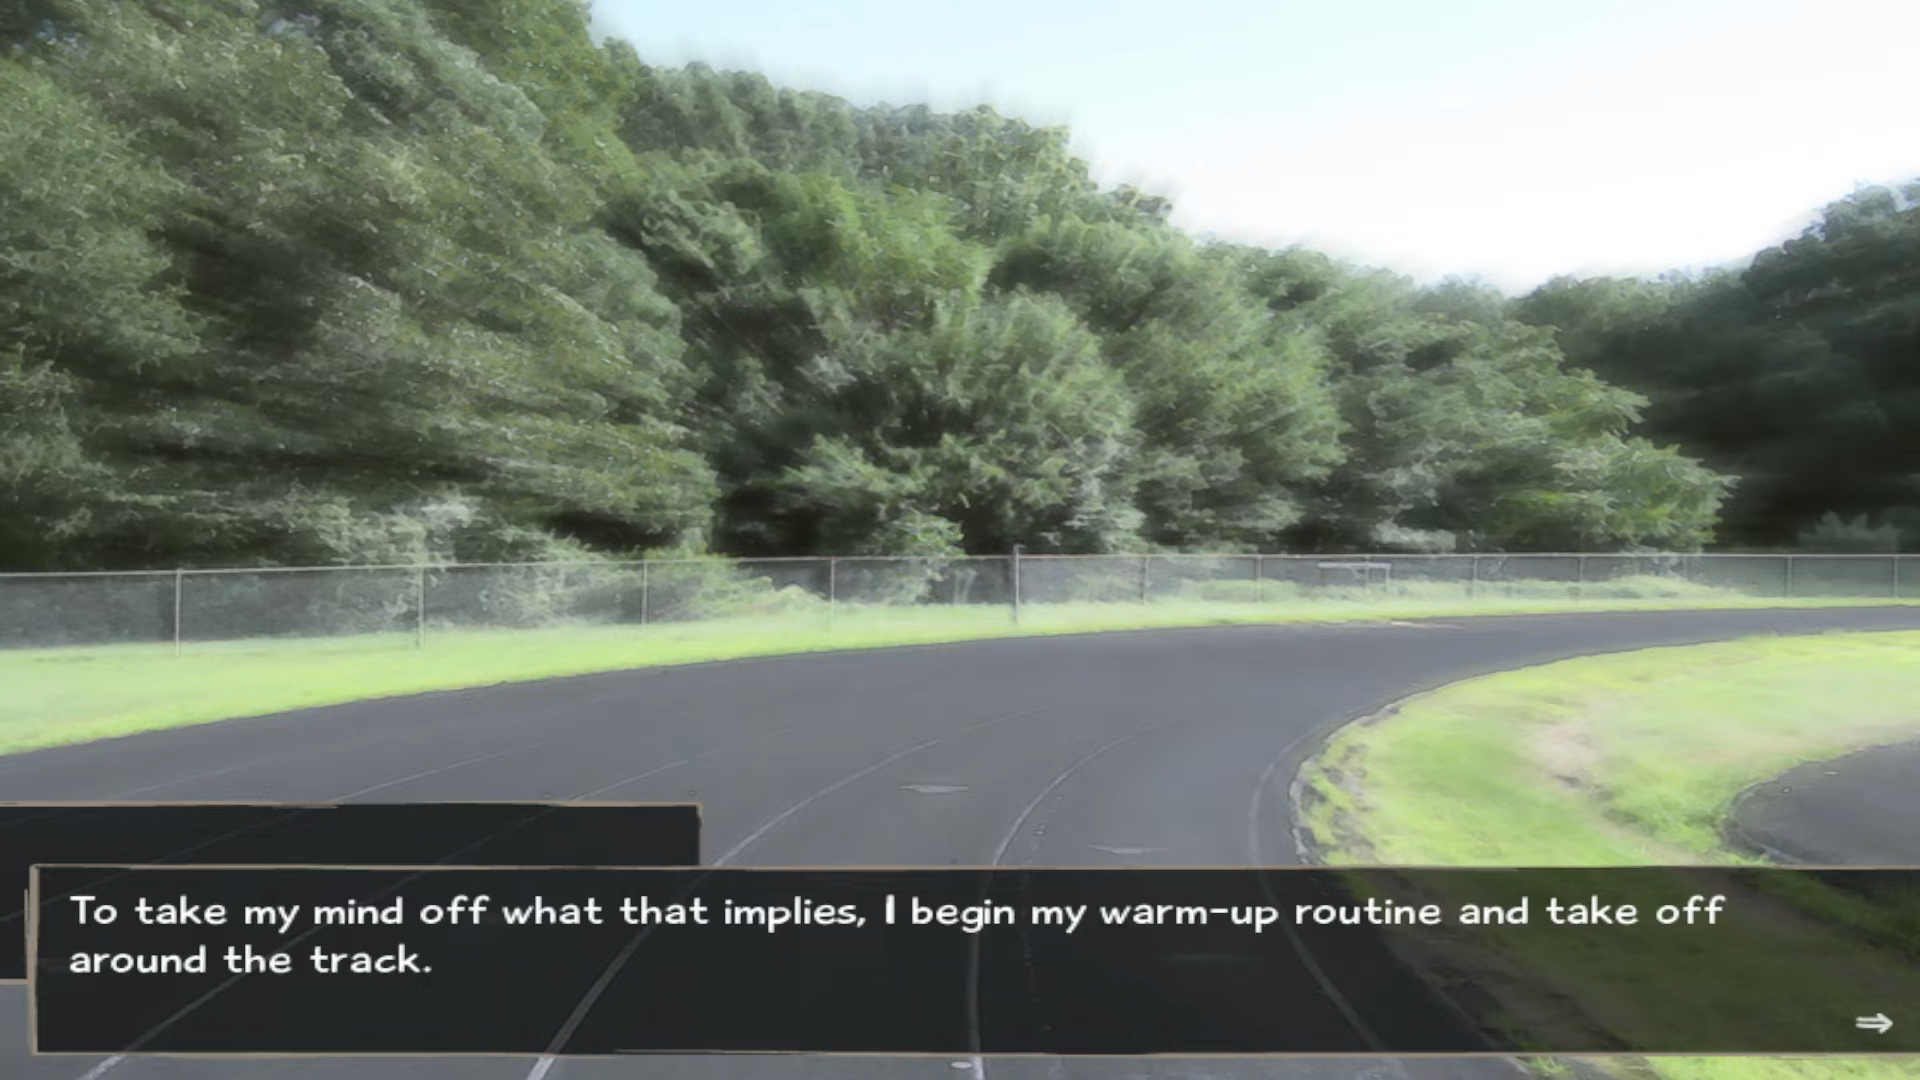 To take my mind off what that implies, I begin my warm-up routine and take off
around the track.